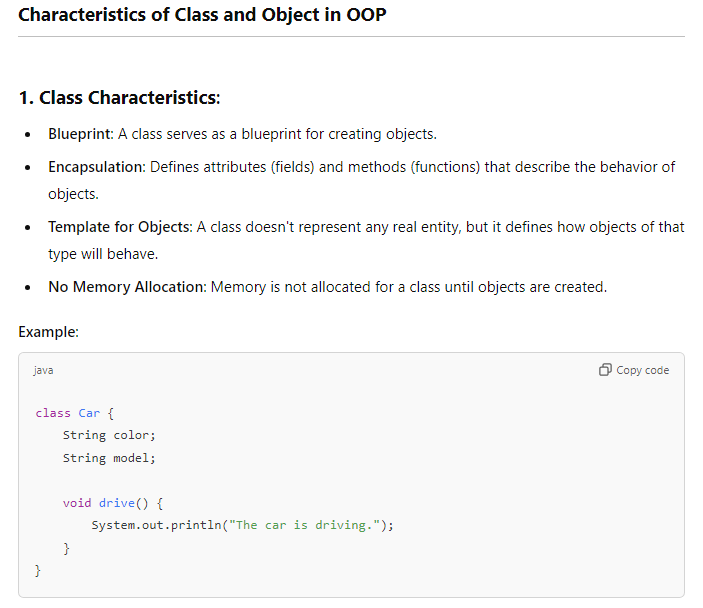 Characteristics of Class and Object in OOP
1. Class Characteristics:
• Blueprint: A class serves as a blueprint for creating objects.
• Encapsulation: Defines attributes (fields) and methods (functions) that describe the behavior of
objects.
• Template for Objects: A class doesn't represent any real entity, but it defines how objects of that
type will behave.
• No Memory Allocation: Memory is not allocated for a class until objects are created.
Example:
java Copy code
class Car {
    String color;
    String model;
    void drive() {
        System.out.println("The car is driving.");
    }
}